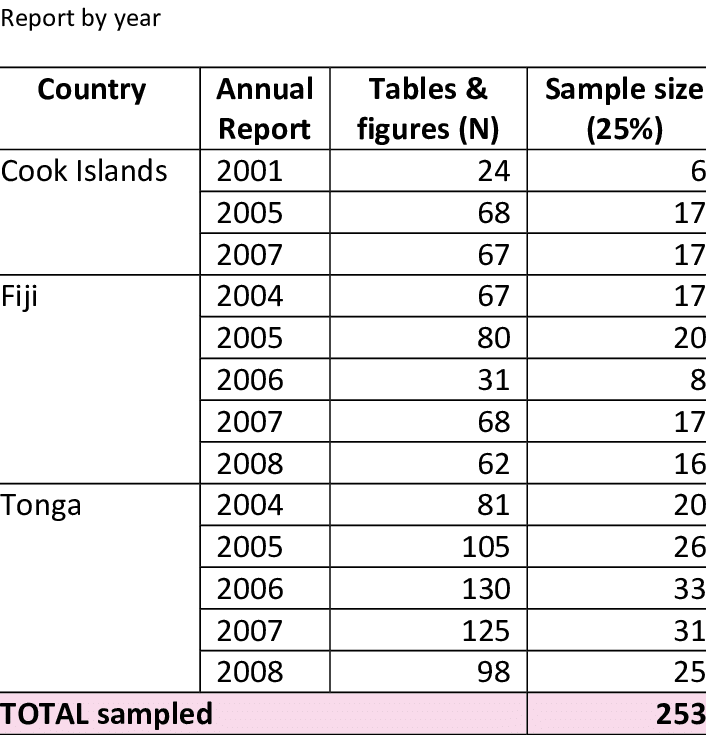 Report by year
Country Annual Report Tables & figures (N) Sample size (25%)
Cook Islands 2001 24 6
2005 68 17
2007 67 17
Fiji 2004 67 17
2005 80 20
2006 31 8
2007 68 17
2008 62 16
Tonga 2004 81 20
2005 105 26
2006 130 33
2007 125 31
2008 98 25
TOTAL sampled 253